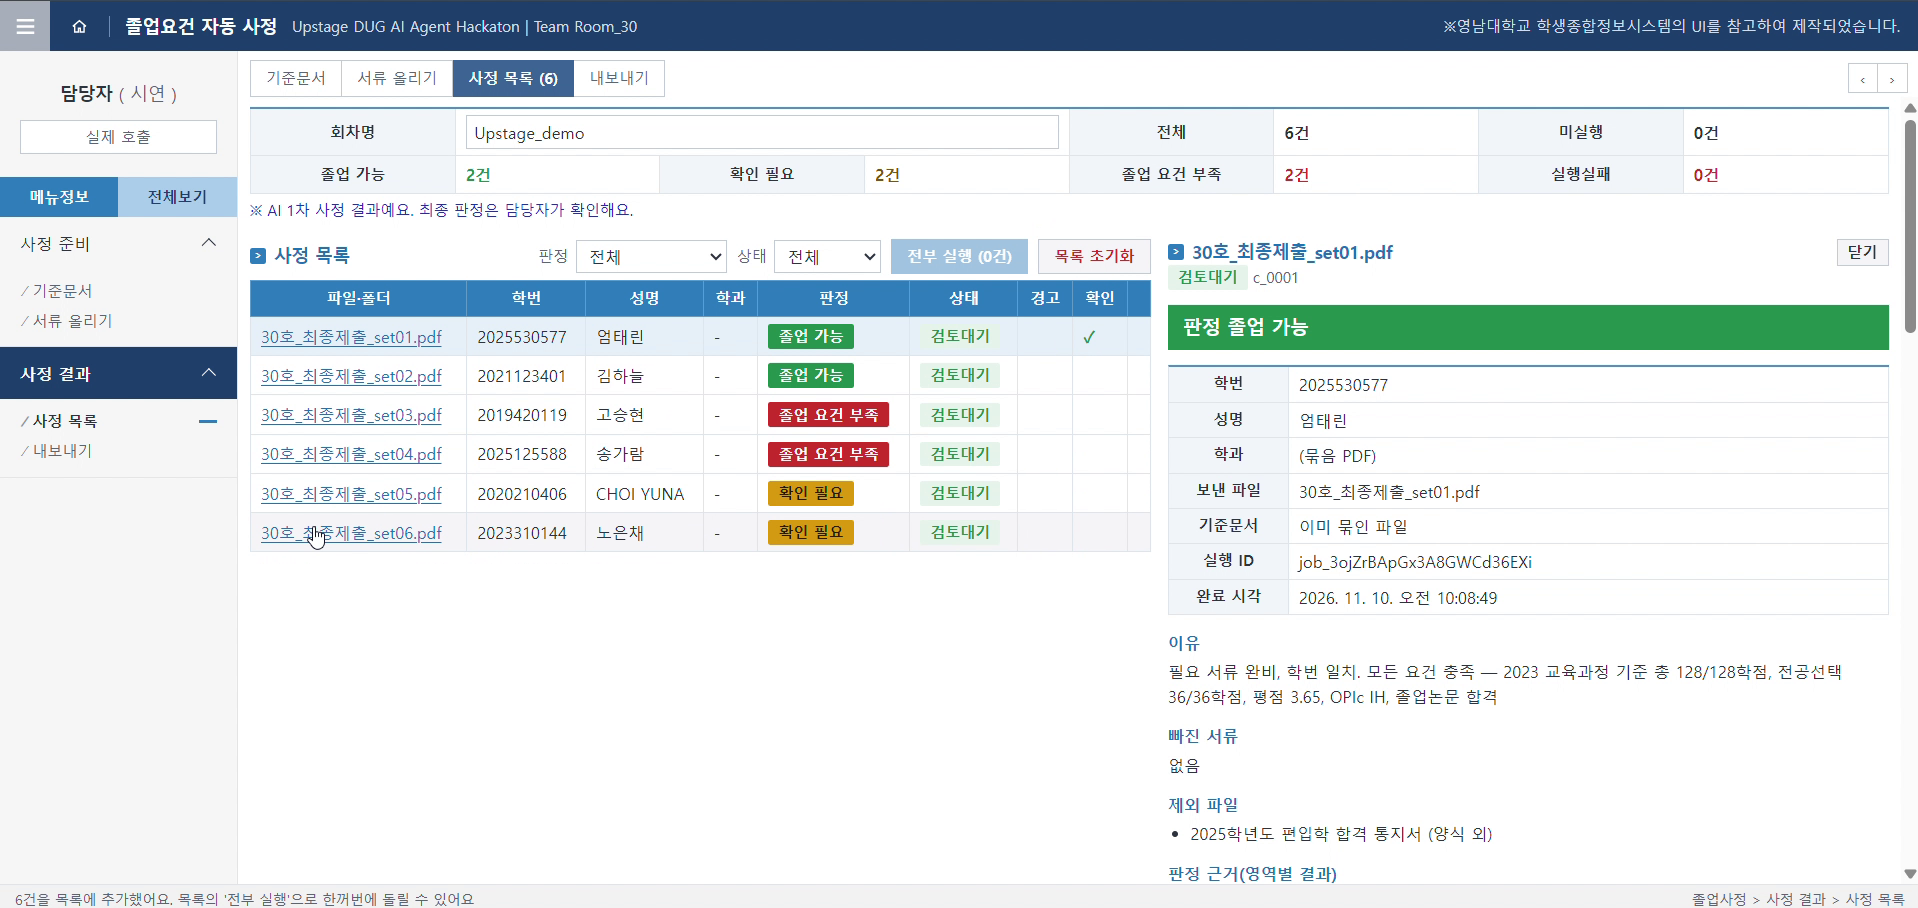 졸업요건 자동 사정 Upstage DUG AI Agent Hackaton | Team Room_30 ※영남대학교 학생종합정보시스템의 UI를 참고하여 제작되었습니다.
담당자 ( 시연 )
실제 호출
메뉴정보 전체보기
사정 준비
/ 기준문서
/ 서류 올리기
사정 결과
/ 사정 목록
/ 내보내기
기준문서 서류 올리기 사정 목록 (6) 내보내기 ‹ ›
회차명 Upstage_demo 전체 6건 미실행 0건
졸업 가능 2건 확인 필요 2건 졸업 요건 부족 2건 실행실패 0건
※ AI 1차 사정 결과예요. 최종 판정은 담당자가 확인해요.
사정 목록 판정 전체 상태 전체 전부 실행 (0건) 목록 초기화
파일·폴더 학번 성명 학과 판정 상태 경고 확인
30호_최종제출_set01.pdf 2025530577 엄태린 - 졸업 가능 검토대기 ✓
30호_최종제출_set02.pdf 2021123401 김하늘 - 졸업 가능 검토대기
30호_최종제출_set03.pdf 2019420119 고승현 - 졸업 요건 부족 검토대기
30호_최종제출_set04.pdf 2025125588 송가람 - 졸업 요건 부족 검토대기
30호_최종제출_set05.pdf 2020210406 CHOI YUNA - 확인 필요 검토대기
30호_최종제출_set06.pdf 2023310144 노은채 - 확인 필요 검토대기
30호_최종제출_set01.pdf 닫기
검토대기 c_0001
판정 졸업 가능
학번 2025530577
성명 엄태린
학과 (묶음 PDF)
보낸 파일 30호_최종제출_set01.pdf
기준문서 이미 묶인 파일
실행 ID job_3ojZrBApGx3A8GWCd36EXi
완료 시각 2026. 11. 10. 오전 10:08:49
이유
필요 서류 완비, 학번 일치. 모든 요건 충족 — 2023 교육과정 기준 총 128/128학점, 전공선택
36/36학점, 평점 3.65, OPIc IH, 졸업논문 합격
빠진 서류
없음
제외 파일
• 2025학년도 편입학 합격 통지서 (양식 외)
판정 근거(영역별 결과)
6건을 목록에 추가했어요. 목록의 '전부 실행'으로 한꺼번에 돌릴 수 있어요 졸업사정 > 사정 결과 > 사정 목록